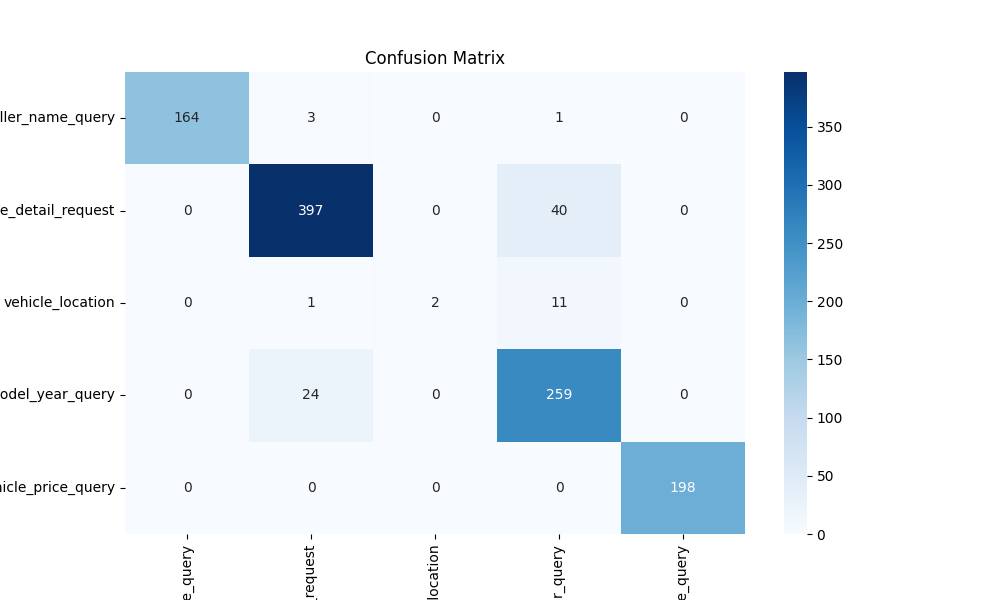 Confusion Matrix
ller_name_query 164 3 0 1 0
e_detail_request 0 397 0 40 0
vehicle_location 0 1 2 11 0
odel_year_query 0 24 0 259 0
hicle_price_query 0 0 0 0 198
e_query
_request
location
r_query
e_query
350
300
250
200
150
100
50
0